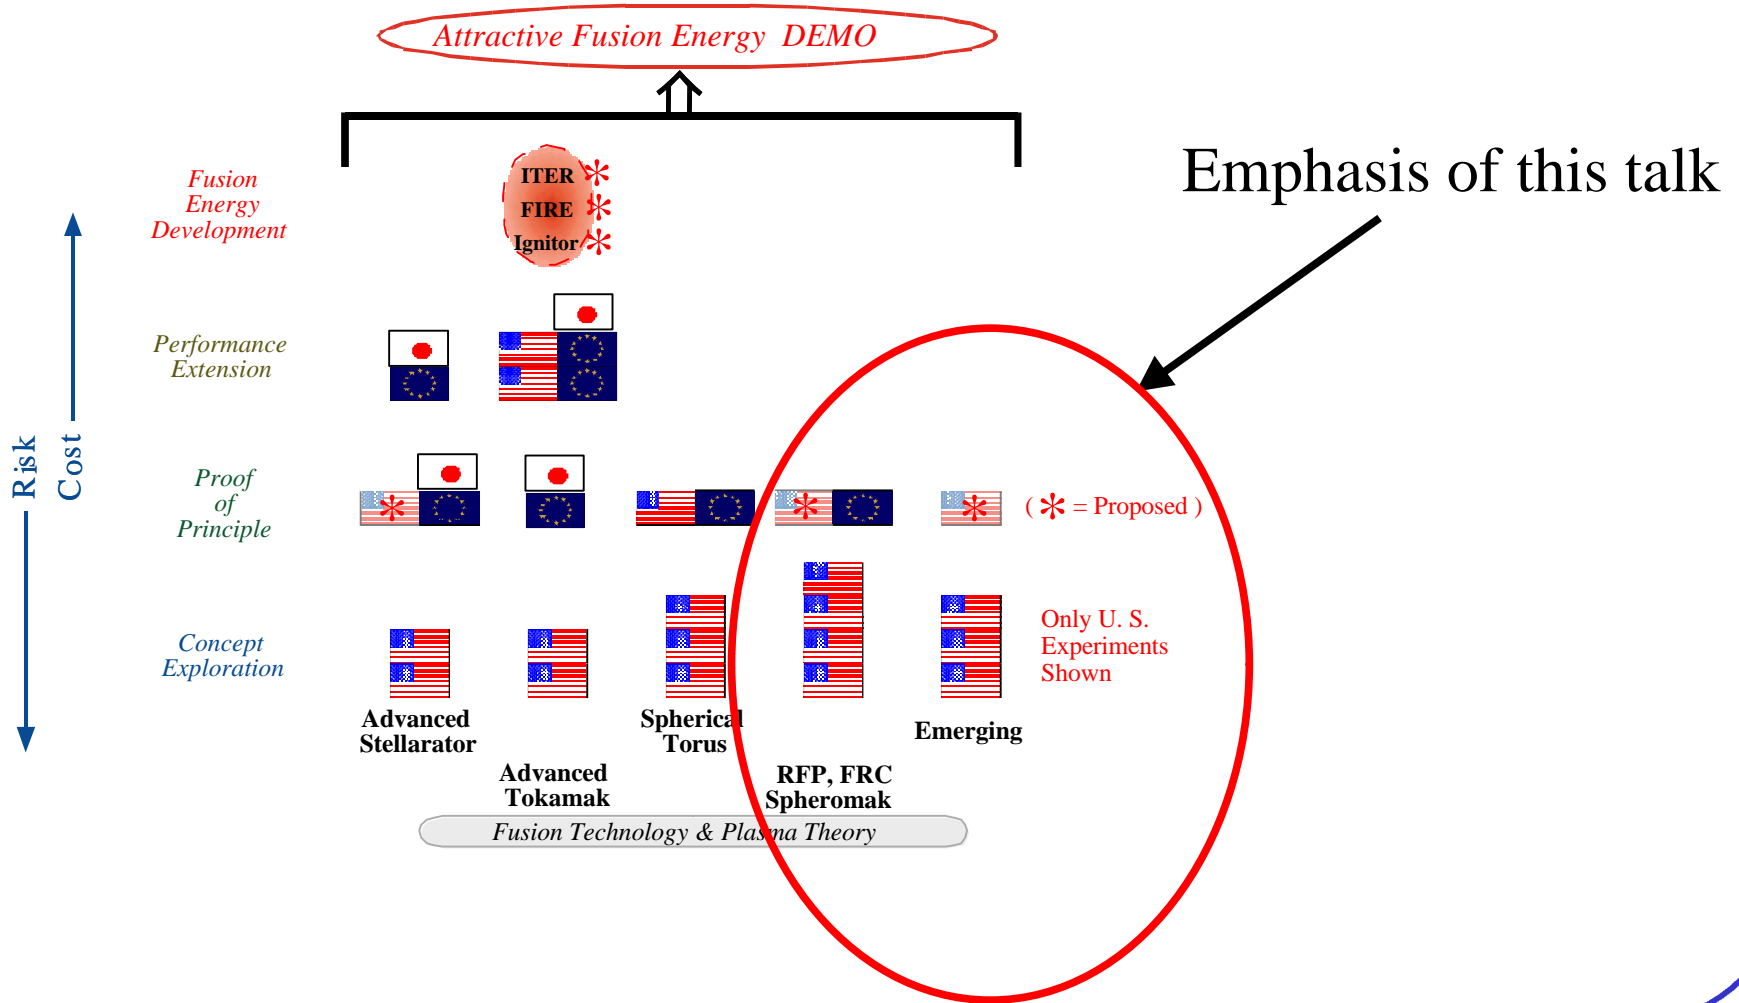 Attractive Fusion Energy DEMO
Emphasis of this talk
Fusion
Energy
Development
ITER *
FIRE *
Ignitor *
Performance
Extension
Risk
Cost
Proof
of
Principle
( * = Proposed )
Concept
Exploration
Only U. S.
Experiments
Shown
Advanced
Stellarator
Advanced
Tokamak
Spherical
Torus
RFP, FRC
Spheromak
Emerging
Fusion Technology & Plasma Theory